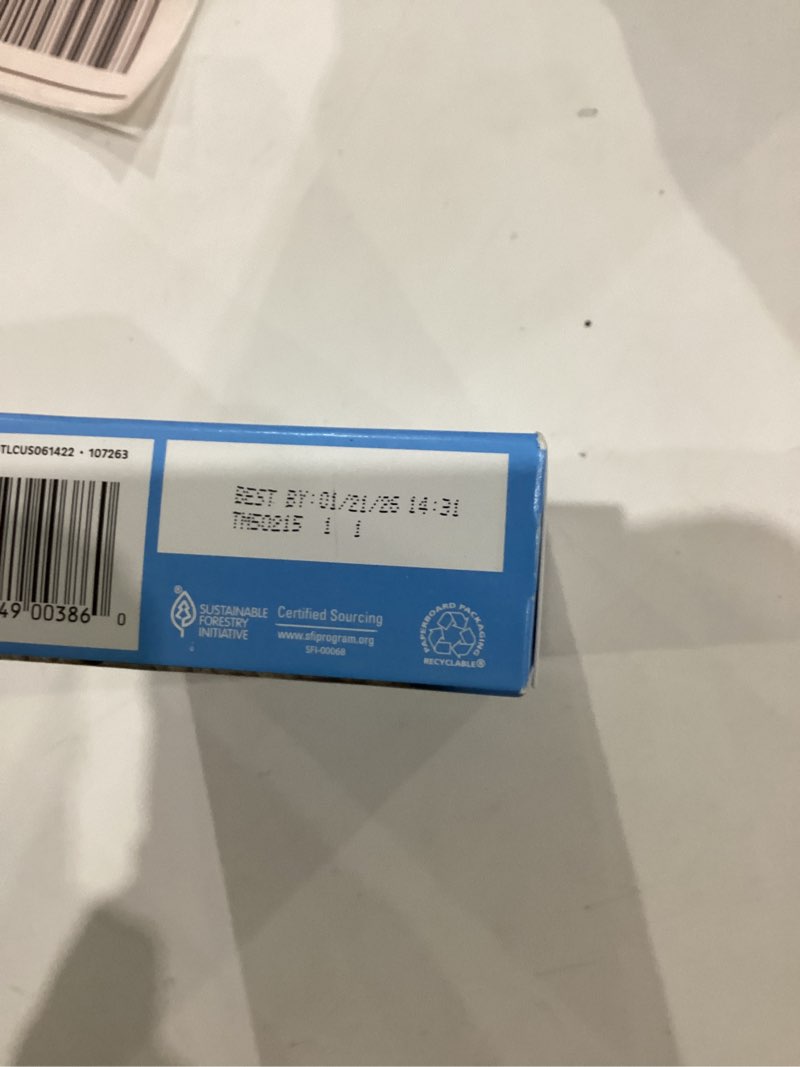 TLCUS061422 • 107263
BEST BY:01/21/26 14:31
TM50215 1 1
49 00386 0
SUSTAINABLE
FORESTRY
INITIATIVE
Certified Sourcing
www.sfiprogram.org
SFI-00068
PAPERBOARD PACKAGING
RECYCLABLE®